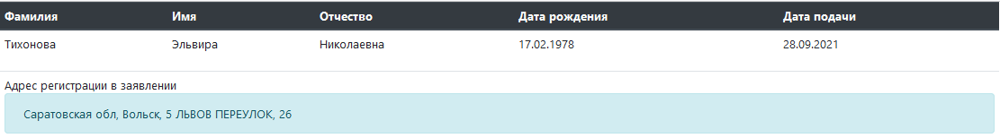 Фамилия Имя Отчество Дата рождения Дата подачи
Тихонова Эльвира Николаевна 17.02.1978 28.09.2021
Адрес регистрации в заявлении
Саратовская обл, Вольск, 5 ЛЬВОВ ПЕРЕУЛОК, 26